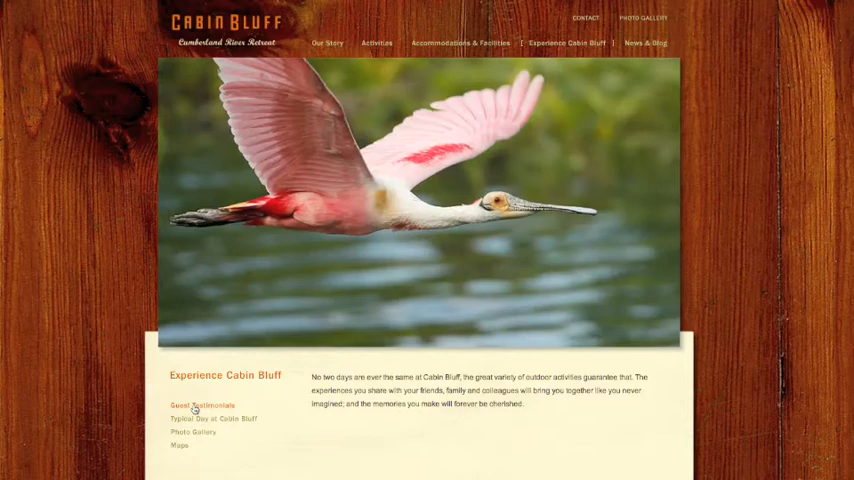 CABIN BLUFF
Cumberland River Retreat
CONTACT PHOTO GALLERY
Our Story Activities Accommodations & Facilities [ Experience Cabin Bluff ] News & Blog
Experience Cabin Bluff
Guest Testimonials
Typical Day at Cabin Bluff
Photo Gallery
Maps
No two days are ever the same at Cabin Bluff, the great variety of outdoor activities guarantee that. The
experiences you share with your friends, family and colleagues will bring you together like you never
imagined; and the memories you make will forever be cherished.